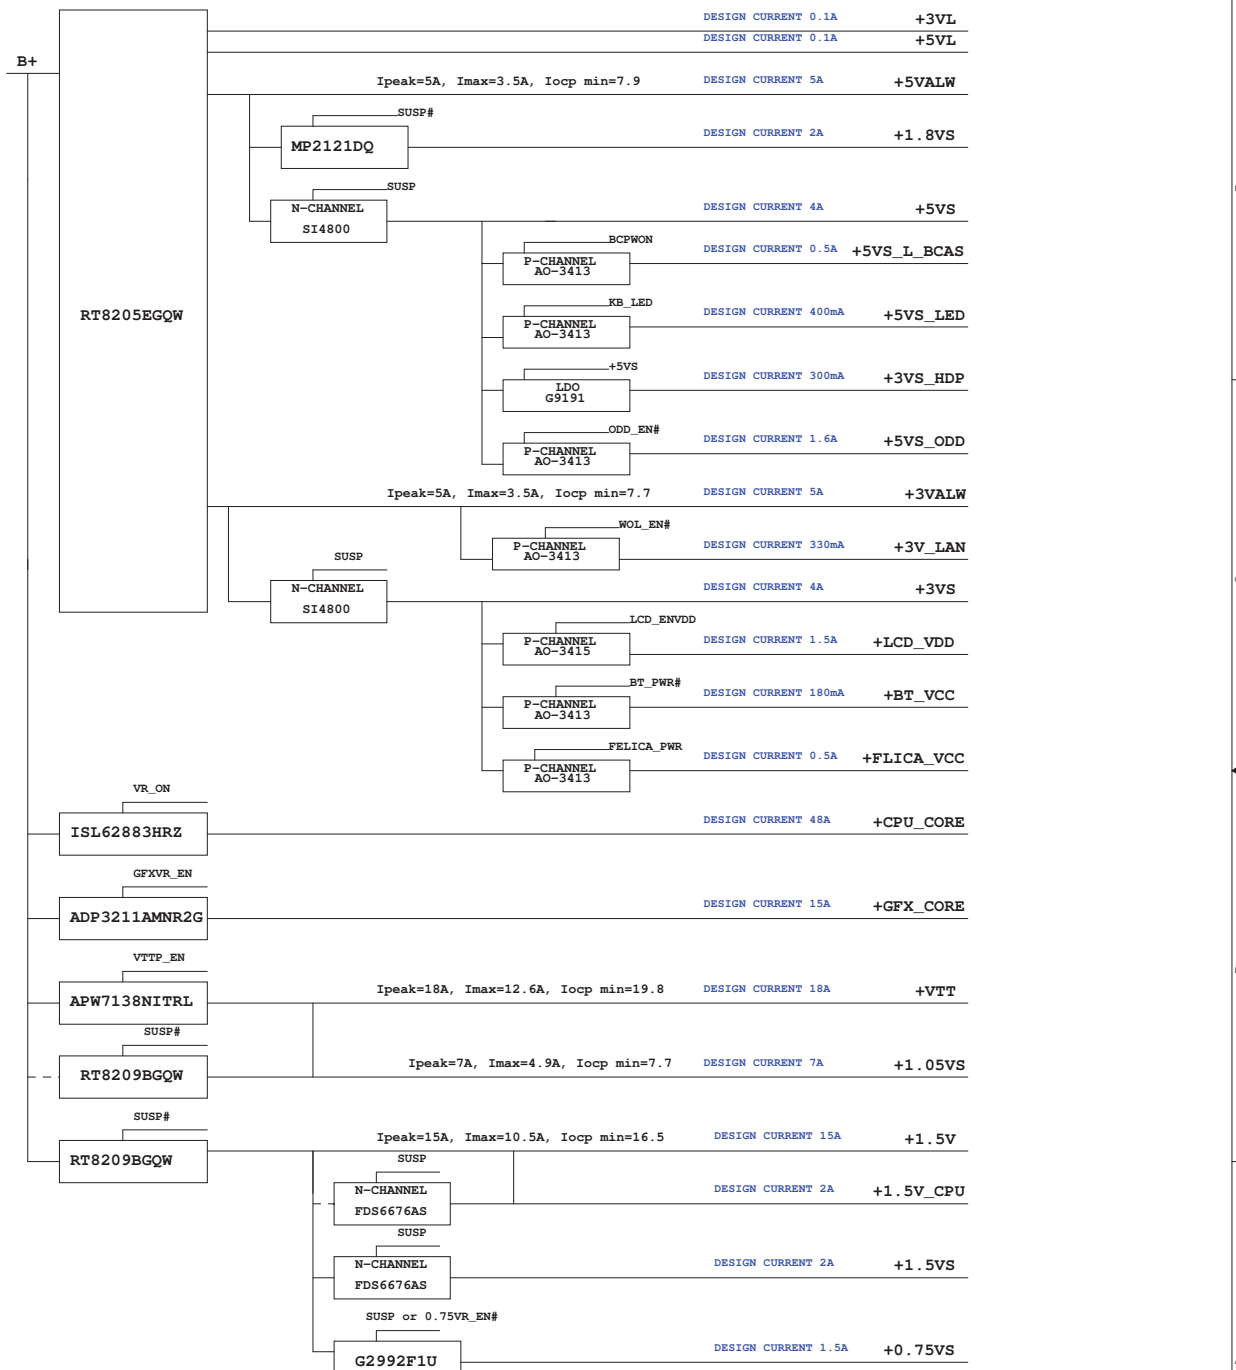 DESIGN CURRENT 0.1A +3VL
DESIGN CURRENT 0.1A +5VL
B+
Ipeak=5A, Imax=3.5A, Iocp min=7.9 DESIGN CURRENT 5A +5VALW
SUSP#
MP2121DQ DESIGN CURRENT 2A +1.8VS
SUSP
N-CHANNEL
SI4800
DESIGN CURRENT 4A +5VS
BCPWON
P-CHANNEL
AO-3413
DESIGN CURRENT 0.5A +5VS_L_BCAS
RT8205EGQW
KB_LED
P-CHANNEL
AO-3413
DESIGN CURRENT 400mA +5VS_LED
+5VS
LDO
G9191
DESIGN CURRENT 300mA +3VS_HDP
ODD_EN#
P-CHANNEL
AO-3413
DESIGN CURRENT 1.6A +5VS_ODD
Ipeak=5A, Imax=3.5A, Iocp min=7.7 DESIGN CURRENT 5A +3VALW
WOL_EN#
P-CHANNEL
AO-3413
DESIGN CURRENT 330mA +3V_LAN
SUSP
N-CHANNEL
SI4800
DESIGN CURRENT 4A +3VS
LCD_ENVDD
P-CHANNEL
AO-3415
DESIGN CURRENT 1.5A +LCD_VDD
BT_PWR#
P-CHANNEL
AO-3413
DESIGN CURRENT 180mA +BT_VCC
FELICA_PWR
P-CHANNEL
AO-3413
DESIGN CURRENT 0.5A +FLICA_VCC
VR_ON
ISL62883HRZ DESIGN CURRENT 48A +CPU_CORE
GFXVR_EN
ADP3211AMNR2G DESIGN CURRENT 15A +GFX_CORE
VTTP_EN
APW7138NITRL Ipeak=18A, Imax=12.6A, Iocp min=19.8 DESIGN CURRENT 18A +VTT
SUSP#
RT8209BGQW Ipeak=7A, Imax=4.9A, Iocp min=7.7 DESIGN CURRENT 7A +1.05VS
SUSP#
RT8209BGQW Ipeak=15A, Imax=10.5A, Iocp min=16.5 DESIGN CURRENT 15A +1.5V
SUSP
N-CHANNEL
FDS6676AS
DESIGN CURRENT 2A +1.5V_CPU
SUSP
N-CHANNEL
FDS6676AS
DESIGN CURRENT 2A +1.5VS
SUSP or 0.75VR_EN#
G2992F1U DESIGN CURRENT 1.5A +0.75VS